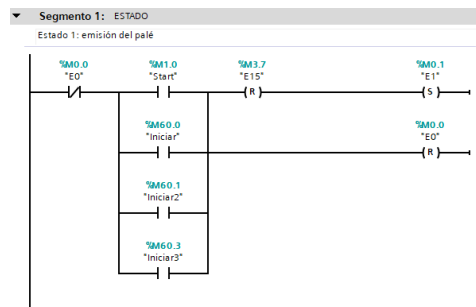 Segmento 1: ESTADO
Estado 1: emisión del palé
%M0.0 %M1.0 %M3.7 %M0.1
"E0" "Start" "E15" "E1"
R S
%M60.0 %M0.0
"Iniciar" "E0"
R
%M60.1
"Iniciar2"
%M60.3
"Iniciar3"